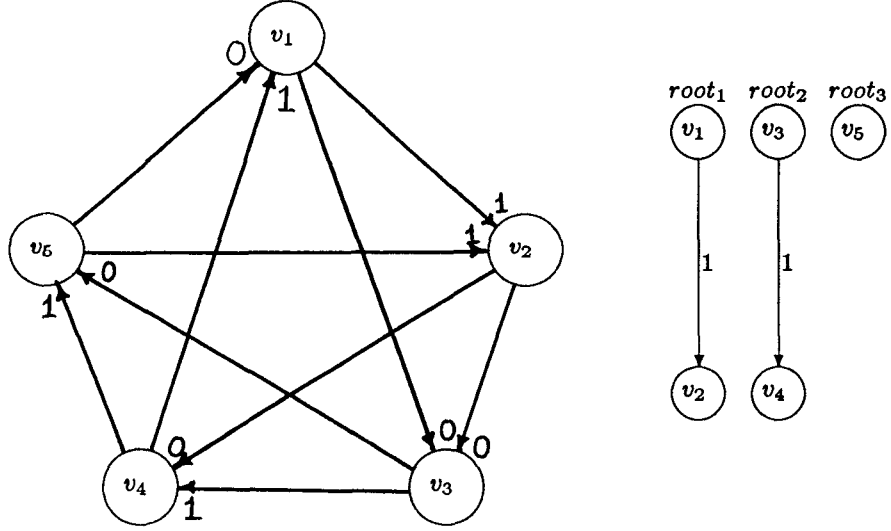 v₁
0
1
1
v₅
1
v₂
0
1
0
0
0
v₄
1
v₃
root₁ root₂ root₃
v₁ v₃ v₅
1 1
v₂ v₄